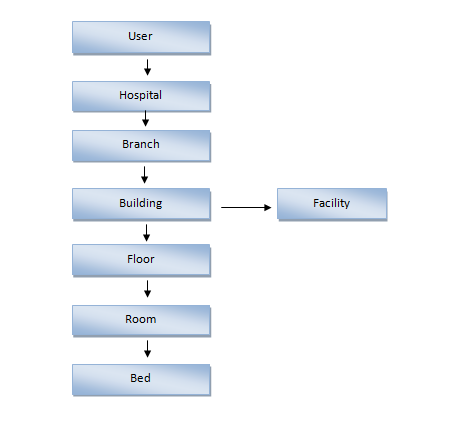 User
Hospital
Branch
Building
Facility
Floor
Room
Bed